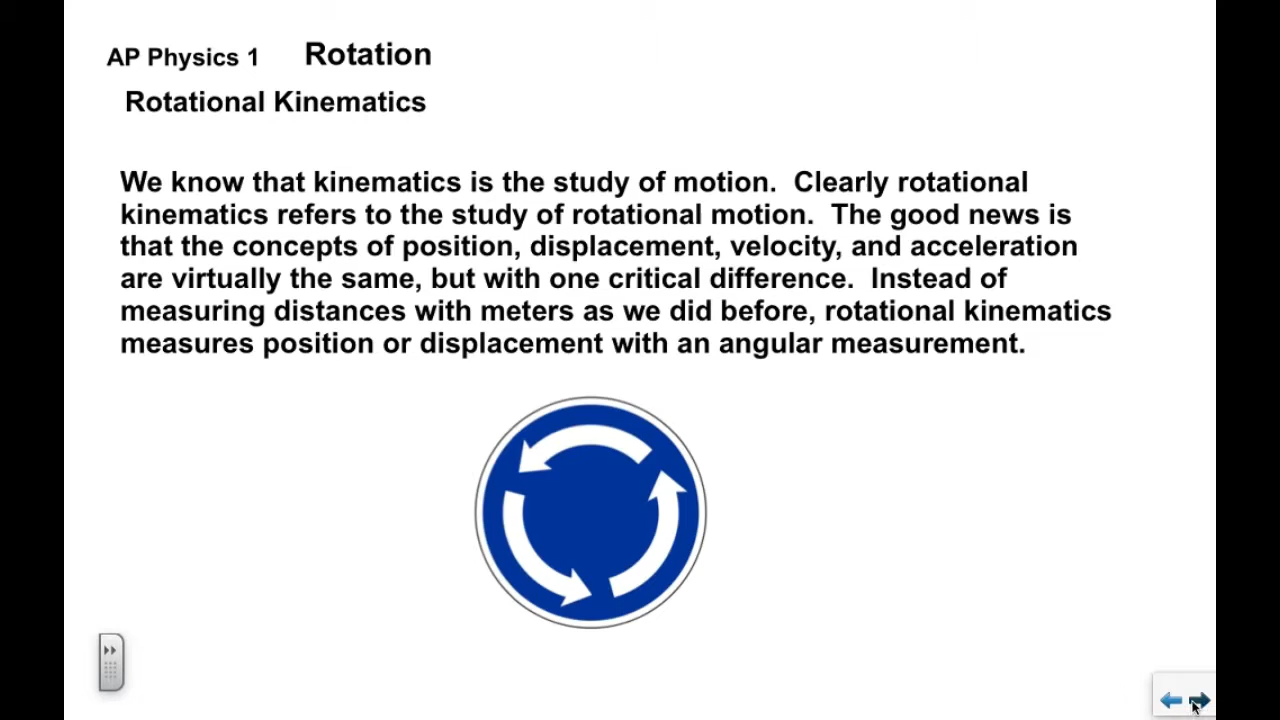 AP Physics 1 Rotation
Rotational Kinematics
We know that kinematics is the study of motion. Clearly rotational
kinematics refers to the study of rotational motion. The good news is
that the concepts of position, displacement, velocity, and acceleration
are virtually the same, but with one critical difference. Instead of
measuring distances with meters as we did before, rotational kinematics
measures position or displacement with an angular measurement.